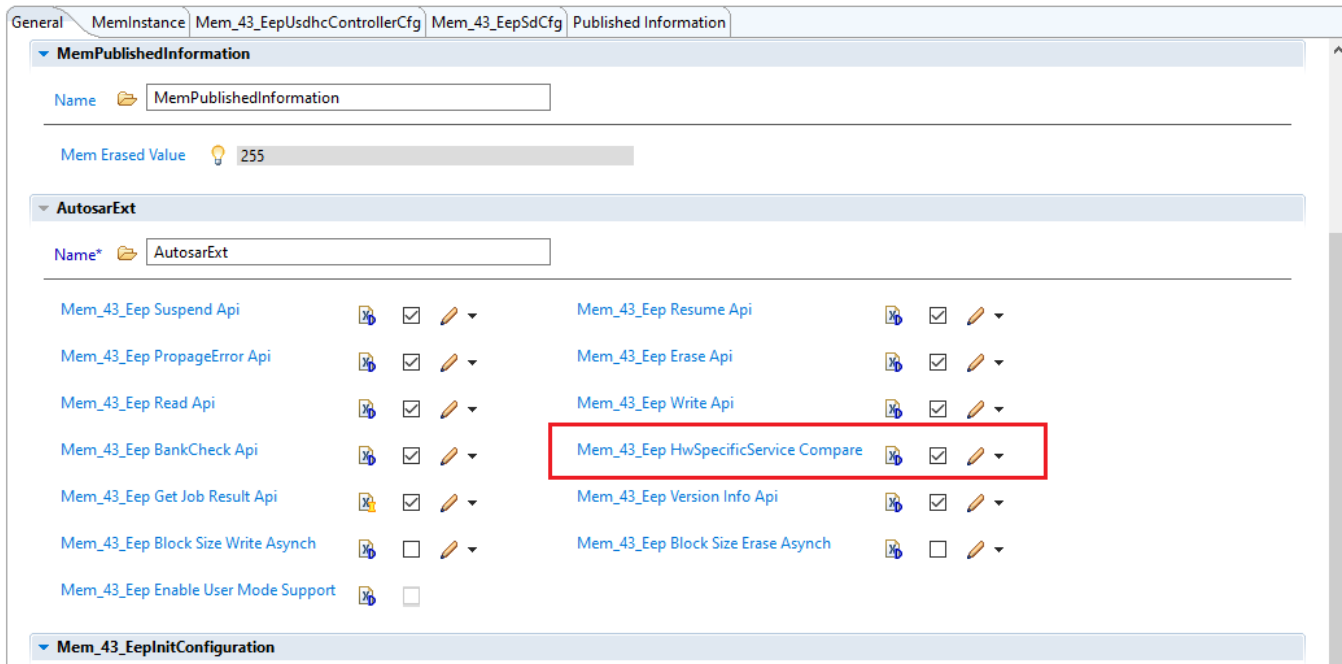 General MemInstance Mem_43_EepUsdhcControllerCfg Mem_43_EepSdCfg Published Information
MemPublishedInformation
Name MemPublishedInformation
Mem Erased Value 255
AutosarExt
Name* AutosarExt
Mem_43_Eep Suspend Api Mem_43_Eep Resume Api
Mem_43_Eep PropageError Api Mem_43_Eep Erase Api
Mem_43_Eep Read Api Mem_43_Eep Write Api
Mem_43_Eep BankCheck Api Mem_43_Eep HwSpecificService Compare
Mem_43_Eep Get Job Result Api Mem_43_Eep Version Info Api
Mem_43_Eep Block Size Write Asynch Mem_43_Eep Block Size Erase Asynch
Mem_43_Eep Enable User Mode Support
Mem_43_EepInitConfiguration